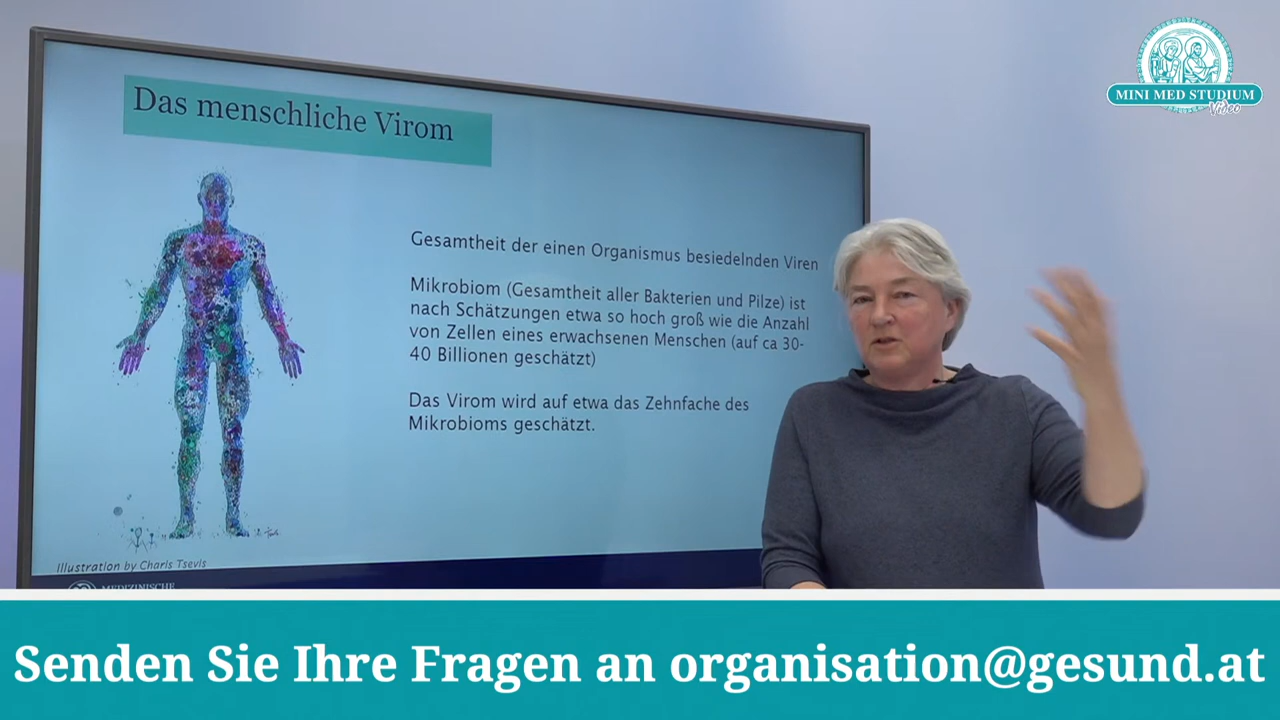 MINI MED STUDIUM
Video
Das menschliche Virom
Gesamtheit der einen Organismus besiedelnden Viren
Mikrobiom (Gesamtheit aller Bakterien und Pilze) ist
nach Schätzungen etwa so hoch groß wie die Anzahl
von Zellen eines erwachsenen Menschen (auf ca 30-
40 Billionen geschätzt)
Das Virom wird auf etwa das Zehnfache des
Mikrobioms geschätzt.
Illustration by Charis Tsevis
MEDIZINISCHE
Senden Sie Ihre Fragen an organisation@gesund.at